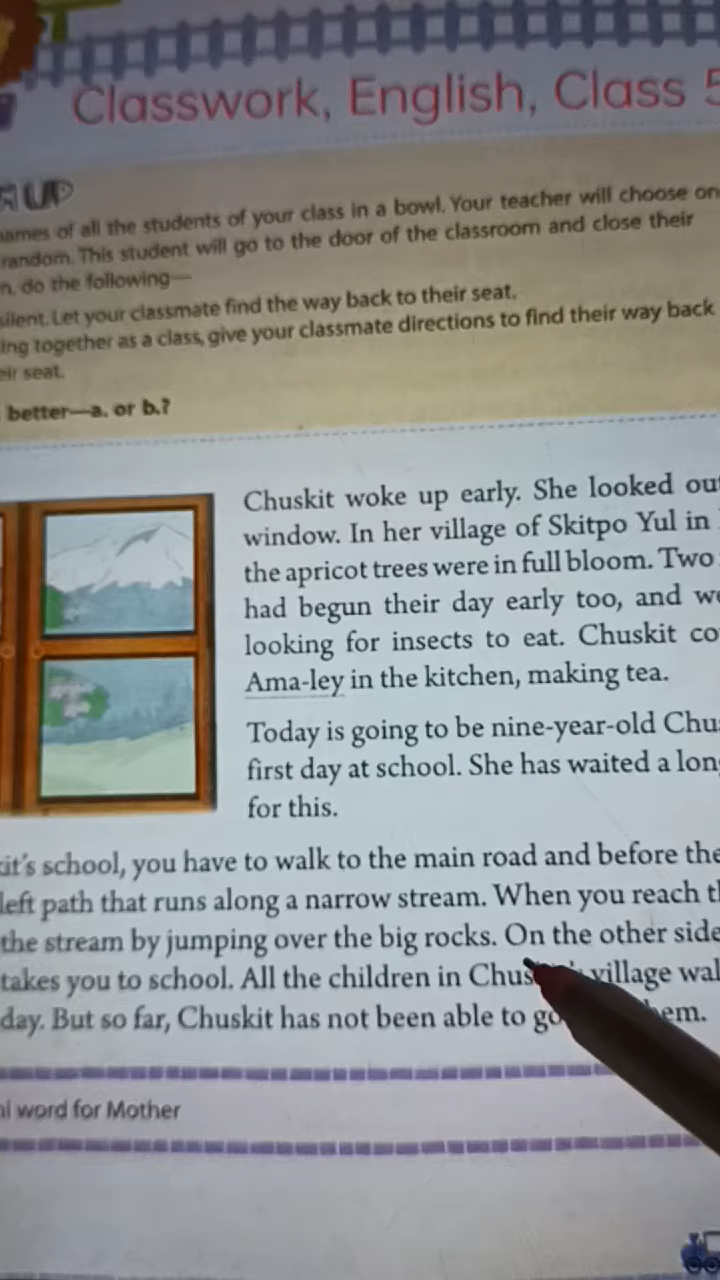 Classwork, English, Class 5
UP
names of all the students of your class in a bowl. Your teacher will choose on
random. This student will go to the door of the classroom and close their
do the following—
silent. Let your classmate find the way back to their seat.
ing together as a class, give your classmate directions to find their way back
eir seat.
better—a. or b.?
Chuskit woke up early. She looked out
window. In her village of Skitpo Yul in
the apricot trees were in full bloom. Two
had begun their day early too, and we
looking for insects to eat. Chuskit co
Ama-ley in the kitchen, making tea.
Today is going to be nine-year-old Chu
first day at school. She has waited a lon
for this.
kit's school, you have to walk to the main road and before the
left path that runs along a narrow stream. When you reach th
the stream by jumping over the big rocks. On the other side
takes you to school. All the children in Chus village wal
day. But so far, Chuskit has not been able to go hem.
word for Mother